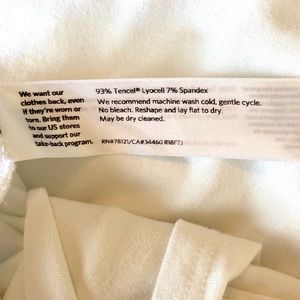 We want our
clothes back, even
if they're worn or
torn. Bring them
to our US stores
and support our
take-back program.
93% Tencel® Lyocell 7% Spandex
We recommend machine wash cold, gentle cycle.
No bleach. Reshape and lay flat to dry.
May be dry cleaned.
RN#78121/CA#34460 R18FTJ